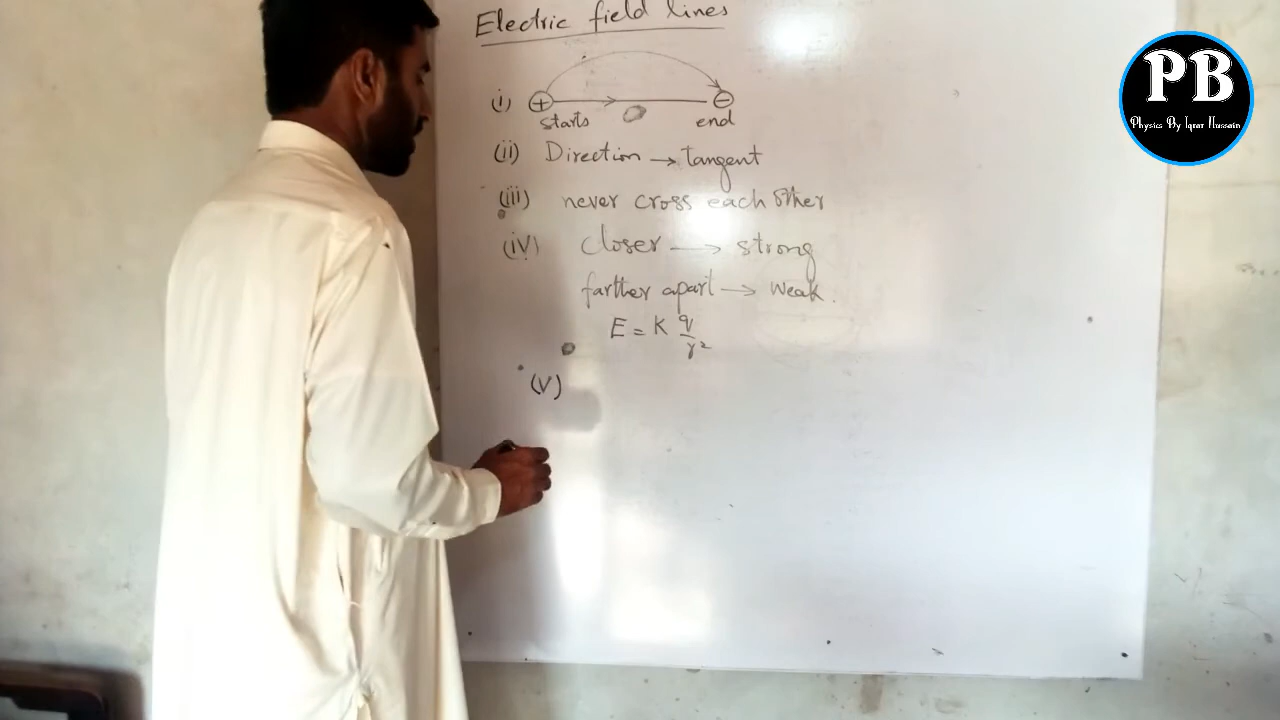 Electric field lines
(i) + −
starts end
(ii) Direction → tangent
(iii) never cross each other
(iv) closer → strong
farther apart → weak.
E = K q/r²
(V)
PB
Physics By Iqrar Hussain